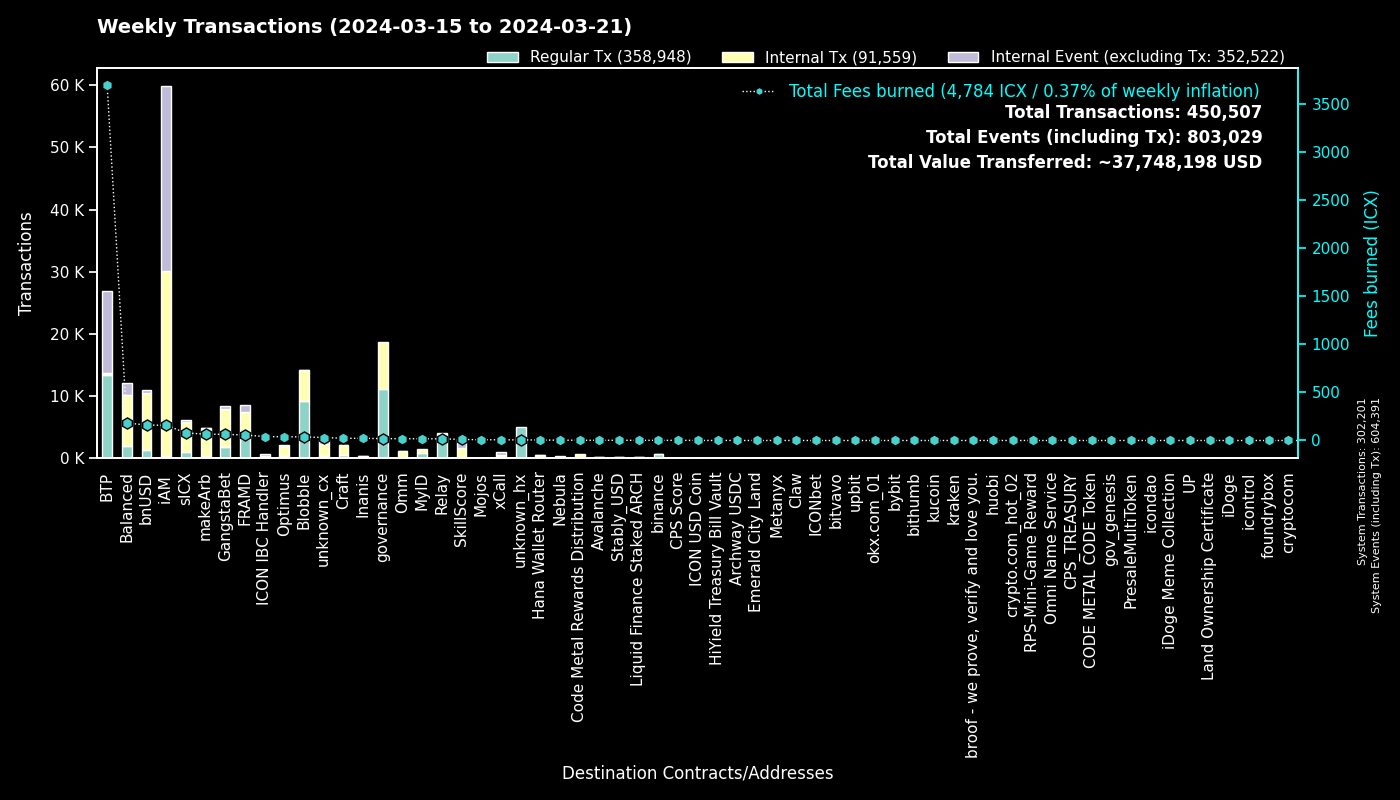 Weekly Transactions (2024-03-15 to 2024-03-21)
Regular Tx (358,948)
Internal Tx (91,559)
Internal Event (excluding Tx: 352,522)
Total Fees burned (4,784 ICX / 0.37% of weekly inflation)
Total Transactions: 450,507
Total Events (including Tx): 803,029
Total Value Transferred: ~37,748,198 USD
Transactions
60 K
50 K
40 K
30 K
20 K
10 K
0 K
3500
3000
2500
2000
1500
1000
500
0
Fees burned (ICX)
System Transactions: 302,201
System Events (including Tx): 604,391
BTP
Balanced
bnUSD
iAM
sICX
makeArb
GangstaBet
FRAMD
ICON IBC Handler
Optimus
Blobble
unknown_cx
Craft
Inanis
governance
Omm
MyID
Relay
SkillScore
Mojos
xCall
unknown_hx
Hana Wallet Router
Nebula
Code Metal Rewards Distribution
Avalanche
Stably_USD
Liquid Finance Staked ARCH
binance
CPS Score
ICON USD Coin
HiYield Treasury Bill Vault
Archway USDC
Emerald City Land
Metanyx
Claw
ICONbet
bitvavo
upbit
okx.com_01
bybit
bithumb
kucoin
kraken
broof - we prove, verify and love you.
huobi
crypto.com_hot_02
RPS-Mini-Game Reward
Omni Name Service
CPS_TREASURY
CODE METAL CODE Token
gov_genesis
PresaleMultiToken
icondao
iDoge Meme Collection
UP
Land Ownership Certificate
iDoge
icontrol
foundrybox
cryptocom
Destination Contracts/Addresses